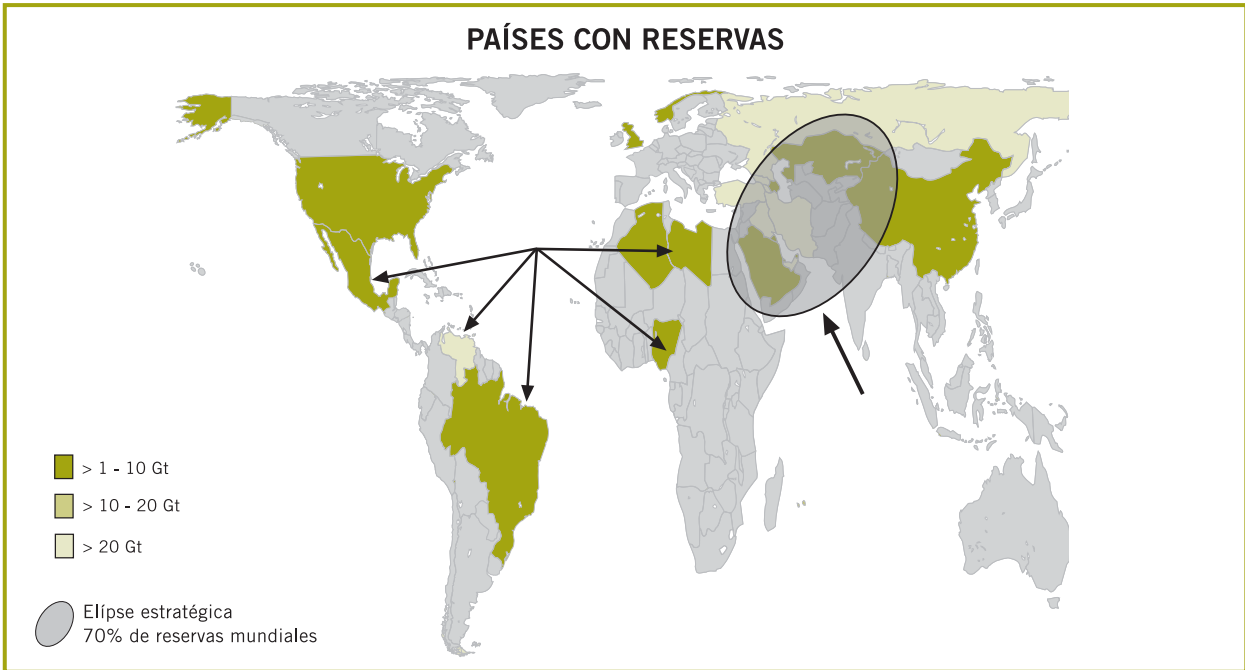 PAÍSES CON RESERVAS
> 1 - 10 Gt
> 10 - 20 Gt
> 20 Gt
Elípse estratégica
70% de reservas mundiales